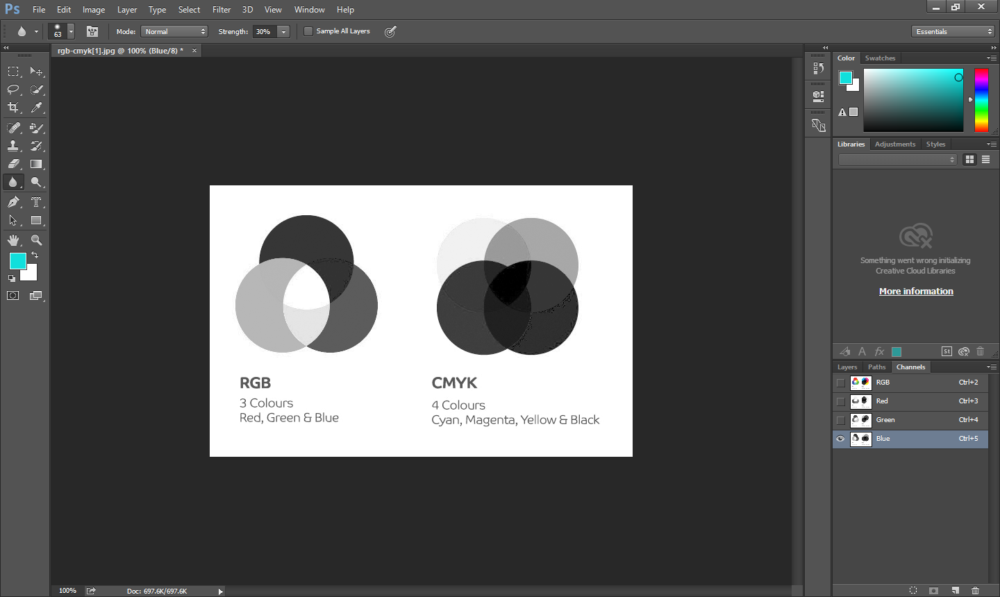 Ps File Edit Image Layer Type Select Filter 3D View Window Help
63 Mode: Normal Strength: 30% Sample All Layers Essentials
rgb-cmyk[1].jpg @ 100% (Blue/8) * ×
Color Swatches
Libraries Adjustments Styles
Something went wrong initializing
Creative Cloud Libraries
More information
A fx St
Layers Paths Channels
RGB Ctrl+2
Red Ctrl+3
Green Ctrl+4
Blue Ctrl+5
RGB
3 Colours
Red, Green & Blue
CMYK
4 Colours
Cyan, Magenta, Yellow & Black
100% Doc: 697.6K/697.6K